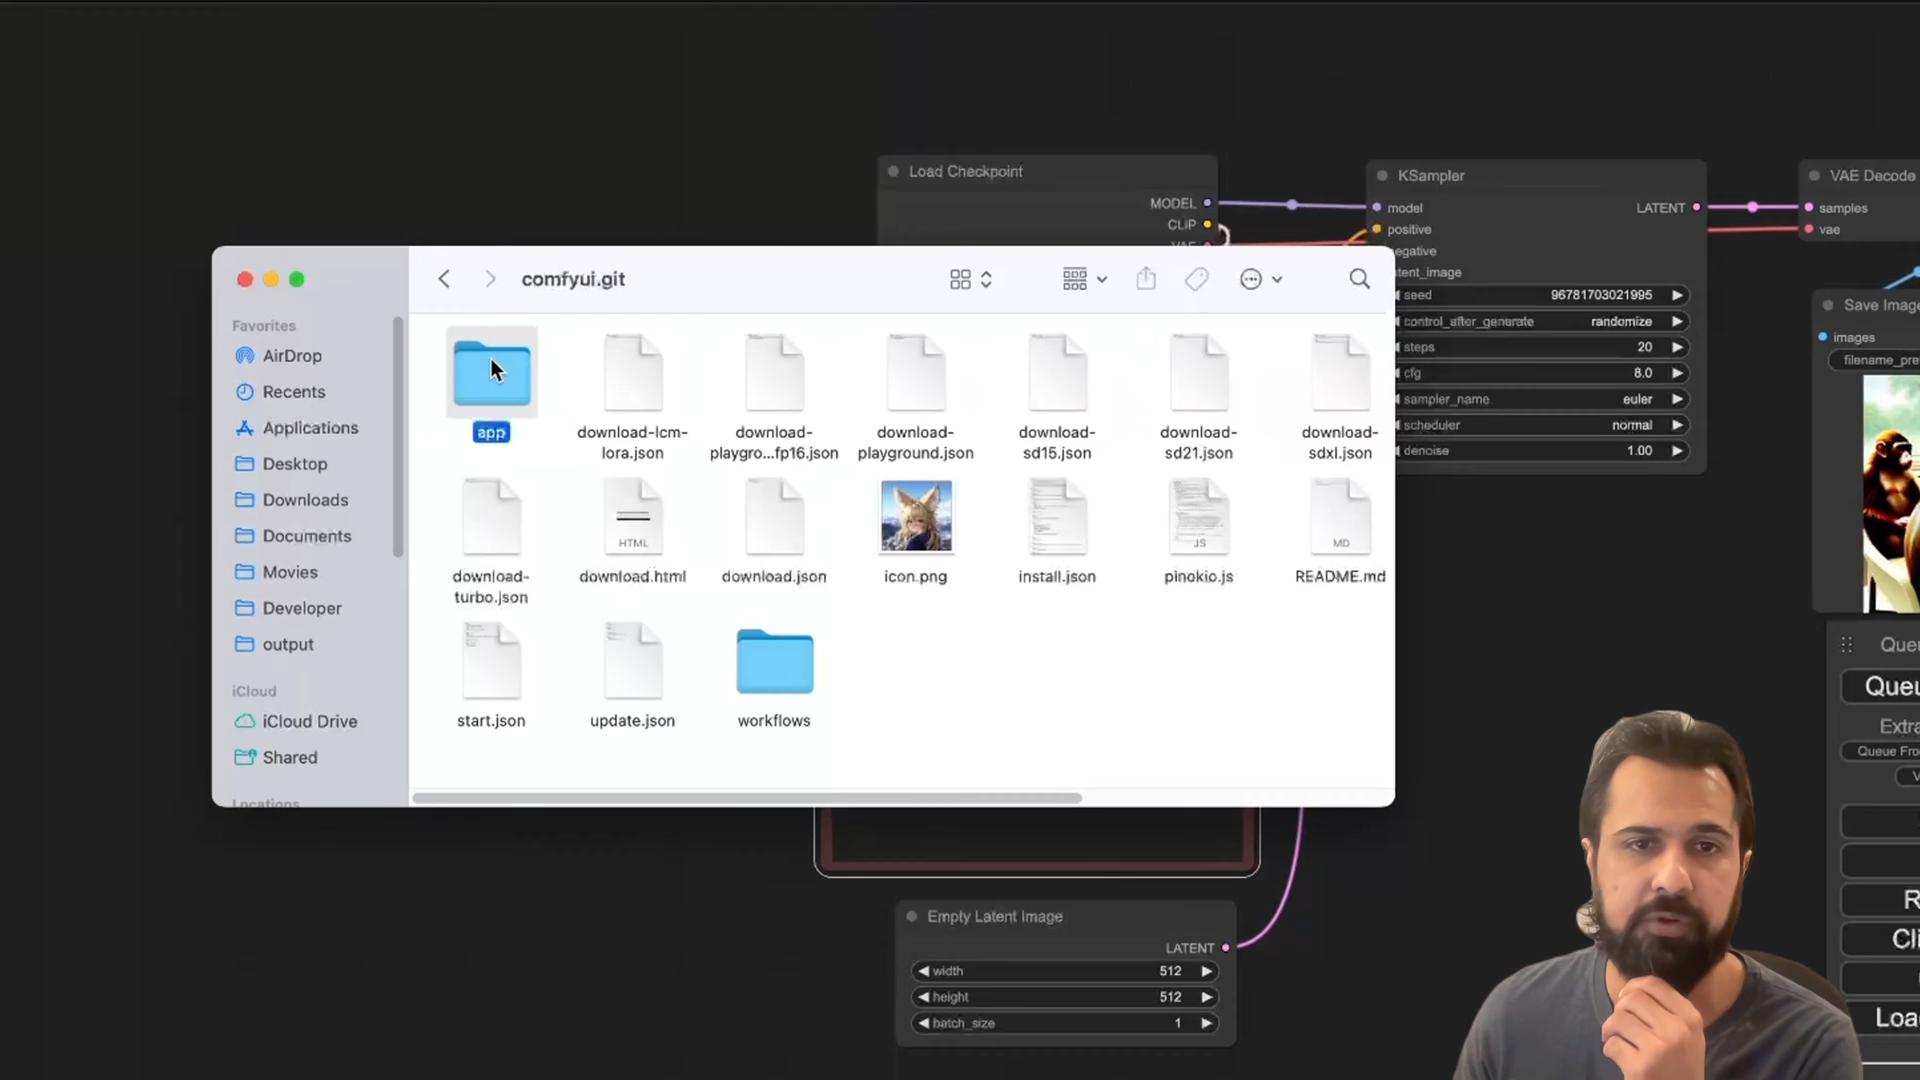 Load Checkpoint
MODEL
CLIP
VAE
KSampler
model
LATENT
positive
negative
latent_image
seed 96781703021995
control_after_generate randomize
steps 20
cfg 8.0
sampler_name euler
scheduler normal
denoise 1.00
VAE Decode
samples
vae
Save Imag
images
filename_pre
comfyui.git
Favorites
AirDrop
Recents
Applications
Desktop
Downloads
Documents
Movies
Developer
output
iCloud
iCloud Drive
Shared
Locations
app
download-lcm-
lora.json
download-
playgro...fp16.json
download-
playground.json
download-
sd15.json
download-
sd21.json
download-
sdxl.json
download-
turbo.json
HTML
download.html
download.json
icon.png
install.json
JS
pinokio.js
MD
README.md
start.json
update.json
workflows
Empty Latent Image
LATENT
width 512
height 512
batch_size 1
Queu
Extra
Queue Fro
V
R
Cl
Loa